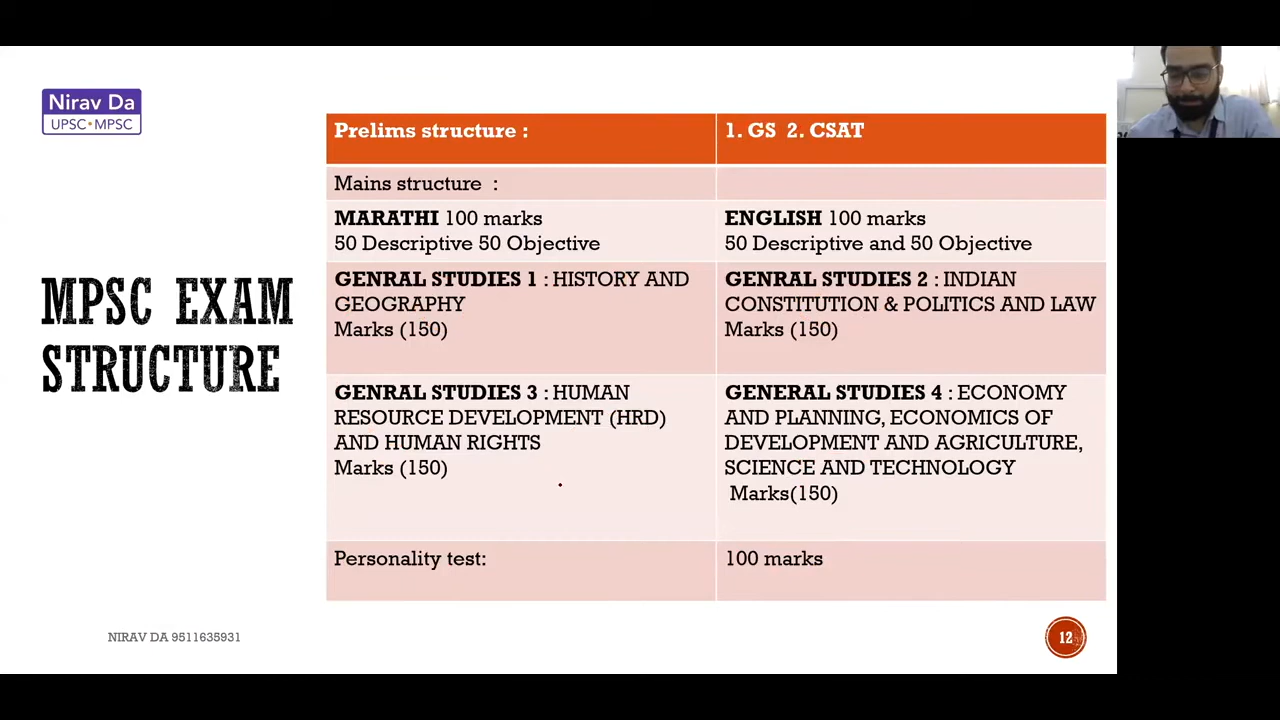 Nirav Da
UPSC•MPSC
MPSC EXAM
STRUCTURE
Prelims structure :
1. GS 2. CSAT
Mains structure :
MARATHI 100 marks
50 Descriptive 50 Objective
ENGLISH 100 marks
50 Descriptive and 50 Objective
GENRAL STUDIES 1 : HISTORY AND
GEOGRAPHY
Marks (150)
GENRAL STUDIES 2 : INDIAN
CONSTITUTION & POLITICS AND LAW
Marks (150)
GENRAL STUDIES 3 : HUMAN
RESOURCE DEVELOPMENT (HRD)
AND HUMAN RIGHTS
Marks (150)
GENERAL STUDIES 4 : ECONOMY
AND PLANNING, ECONOMICS OF
DEVELOPMENT AND AGRICULTURE,
SCIENCE AND TECHNOLOGY
Marks(150)
Personality test:
100 marks
NIRAV DA 9511635931
12